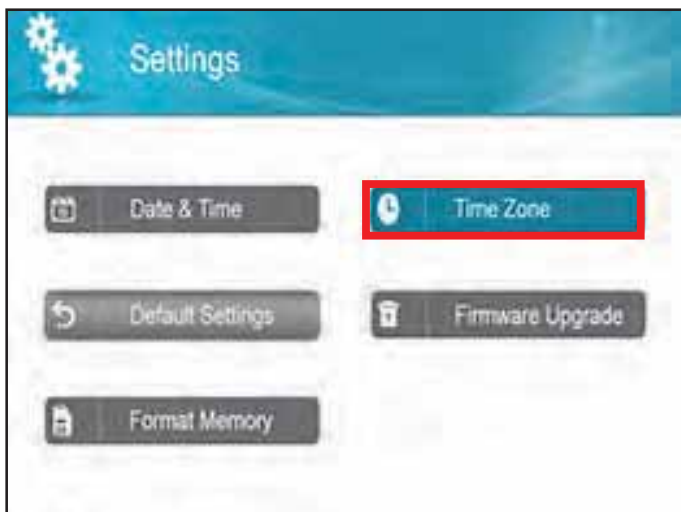 Settings
Date & Time
Time Zone
Default Settings
Firmware Upgrade
Format Memory